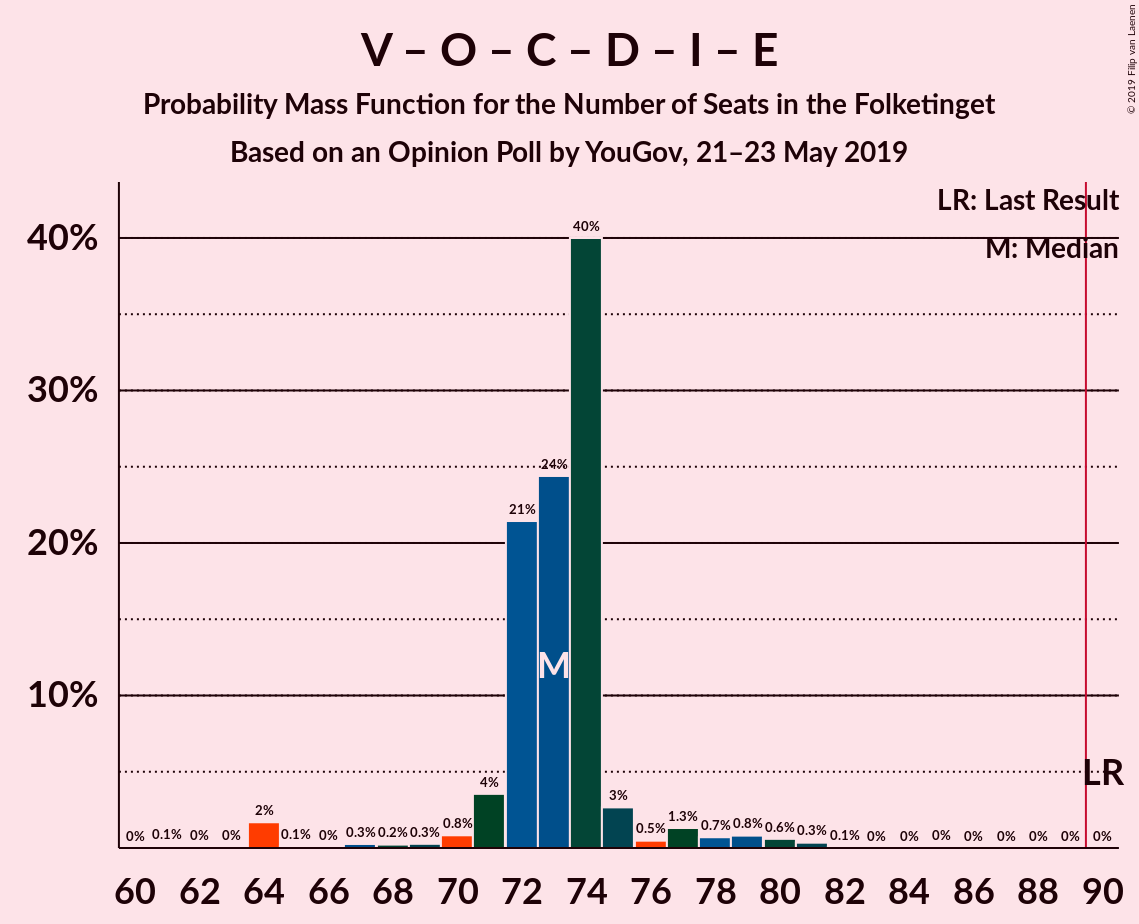 V – O – C – D – I – E
Probability Mass Function for the Number of Seats in the Folketinget
Based on an Opinion Poll by YouGov, 21–23 May 2019
© 2019 Filip van Laenen
LR: Last Result
M: Median
40%
30%
20%
10%
0% 0.1% 0% 0% 2% 0.1% 0% 0.3% 0.2% 0.3% 0.8% 4% 21% 24% 40% 3% 0.5% 1.3% 0.7% 0.8% 0.6% 0.3% 0.1% 0% 0% 0% 0% 0% 0% 0% 0%
M
LR
60 62 64 66 68 70 72 74 76 78 80 82 84 86 88 90